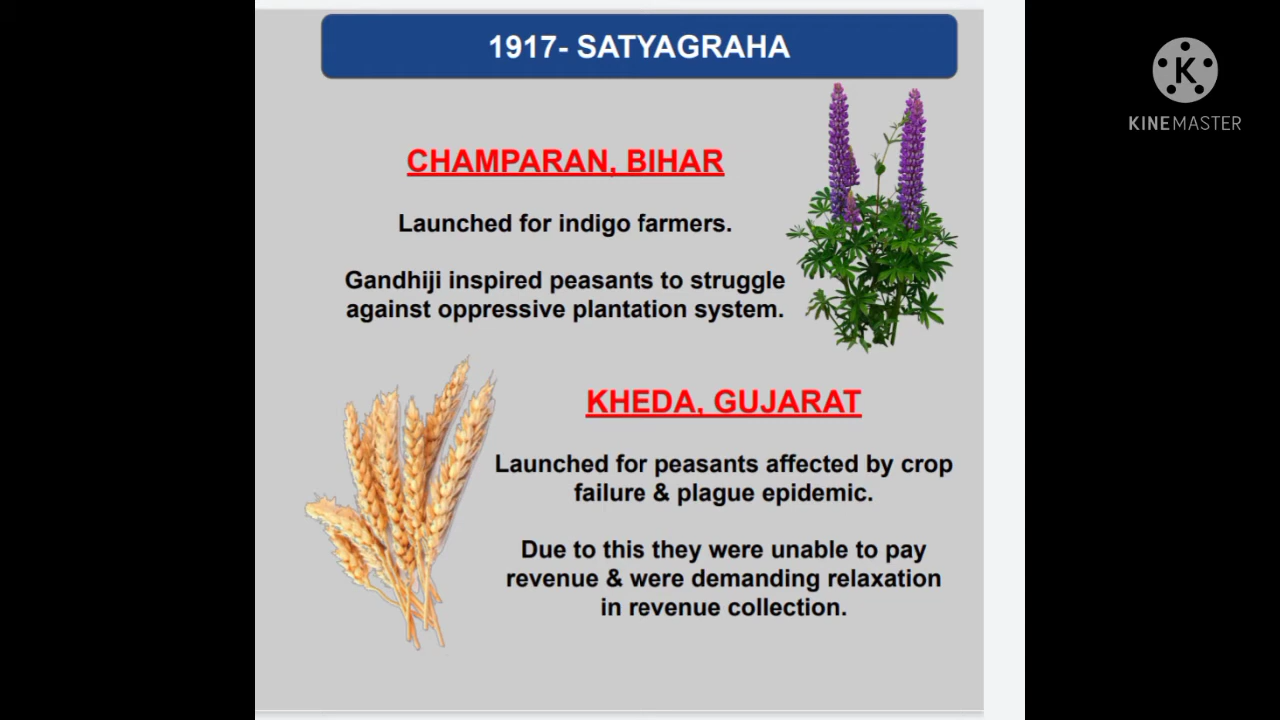 1917- SATYAGRAHA
K
KINEMASTER
CHAMPARAN, BIHAR
Launched for indigo farmers.
Gandhiji inspired peasants to struggle
against oppressive plantation system.
KHEDA, GUJARAT
Launched for peasants affected by crop
failure & plague epidemic.
Due to this they were unable to pay
revenue & were demanding relaxation
in revenue collection.